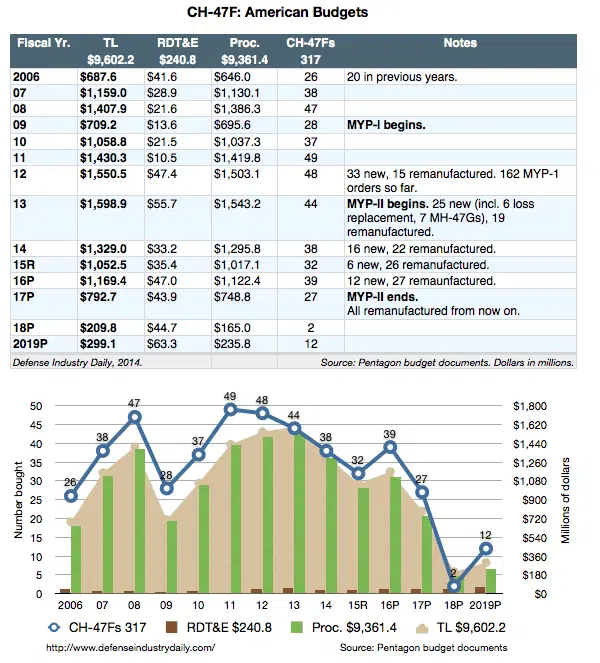 CH-47F: American Budgets
Fiscal Yr. TL RDT&E Proc. CH-47Fs Notes
$9,602.2 $240.8 $9,361.4 317
2006 $687.6 $41.6 $646.0 26 20 in previous years.
07 $1,159.0 $28.9 $1,130.1 38
08 $1,407.9 $21.6 $1,386.3 47
09 $709.2 $13.6 $695.6 28 MYP-I begins.
10 $1,058.8 $21.5 $1,037.3 37
11 $1,430.3 $10.5 $1,419.8 49
12 $1,550.5 $47.4 $1,503.1 48 33 new, 15 remanufactured. 162 MYP-1
orders so far.
13 $1,598.9 $55.7 $1,543.2 44 MYP-II begins. 25 new (incl. 6 loss
replacement, 7 MH-47Gs), 19
remanufactured.
14 $1,329.0 $33.2 $1,295.8 38 16 new, 22 remanufactured.
15R $1,052.5 $35.4 $1,017.1 32 6 new, 26 remanufactured.
16P $1,169.4 $47.0 $1,122.4 39 12 new, 27 remaunfactured.
17P $792.7 $43.9 $748.8 27 MYP-II ends.
All remanufactured from now on.
18P $209.8 $44.7 $165.0 2
2019P $299.1 $63.3 $235.8 12
Defense Industry Daily, 2014. Source: Pentagon budget documents. Dollars in millions.
Number bought
50
45
40
35
30
25
20
15
10
5
0
26 38 47 28 37 49 48 44 38 32 39 27 2 12
$1,800
$1,620
$1,440
$1,260
$1,080
$900
$720
$540
$360
$180
$0
Millions of dollars
2006 07 08 09 10 11 12 13 14 15R 16P 17P 18P 2019P
CH-47Fs 317 RDT&E $240.8 Proc. $9,361.4 TL $9,602.2
http://www.defenseindustrydaily.com/ Source: Pentagon budget documents